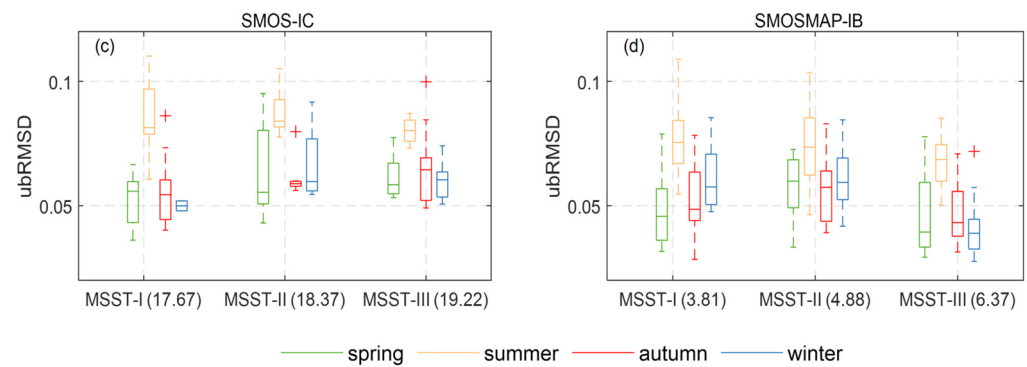 SMOS-IC
(c)
ubRMSD
0.1
0.05
MSST-I (17.67) MSST-II (18.37) MSST-III (19.22)
SMOSMAP-IB
(d)
ubRMSD
0.1
0.05
MSST-I (3.81) MSST-II (4.88) MSST-III (6.37)
spring summer autumn winter